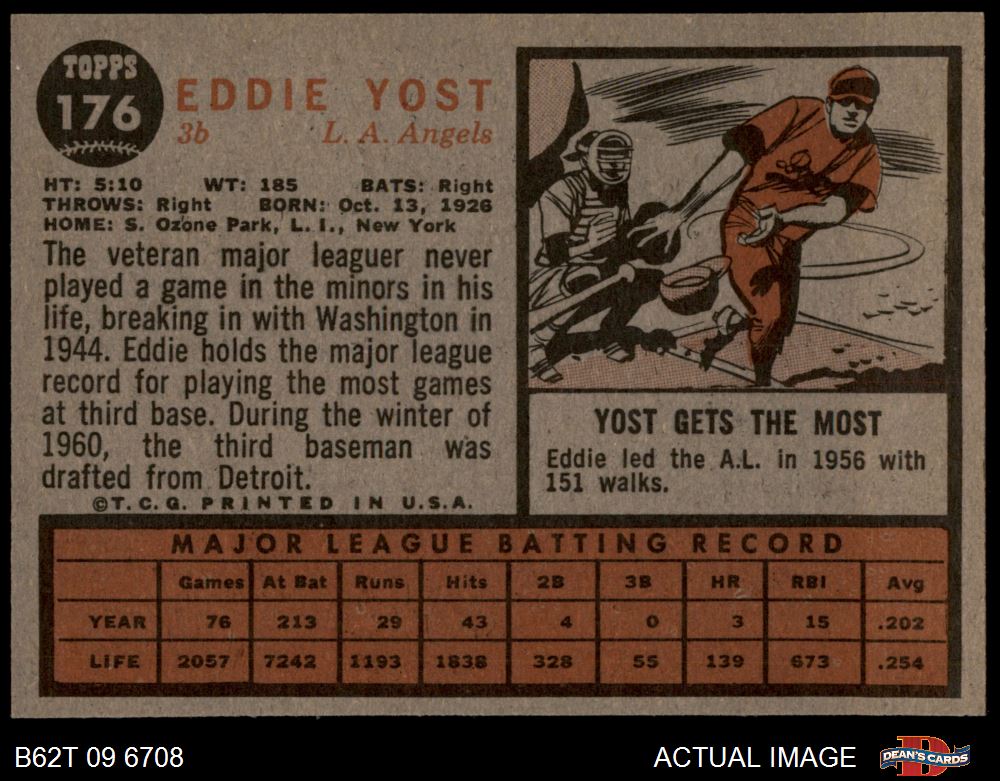 TOPPS
176
EDDIE YOST
3b L. A. Angels
HT: 5:10 WT: 185 BATS: Right
THROWS: Right BORN: Oct. 13, 1926
HOME: S. Ozone Park, L. I., New York
The veteran major leaguer never
played a game in the minors in his
life, breaking in with Washington in
1944. Eddie holds the major league
record for playing the most games
at third base. During the winter of
1960, the third baseman was
drafted from Detroit.
©T.C.G. PRINTED IN U.S.A.
YOST GETS THE MOST
Eddie led the A.L. in 1956 with
151 walks.
MAJOR LEAGUE BATTING RECORD
Games At Bat Runs Hits 2B 3B HR RBI Avg
YEAR 76 213 29 43 4 0 3 15 .202
LIFE 2057 7242 1193 1838 328 55 139 673 .254
B62T 09 6708 ACTUAL IMAGE DEAN'S CARDS